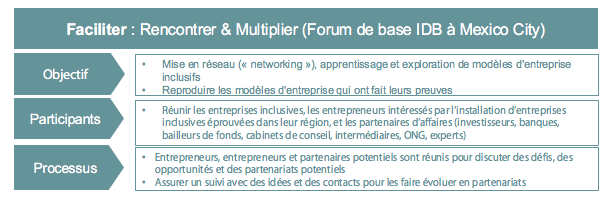 Faciliter : Rencontrer & Multiplier (Forum de base IDB à Mexico City)
Objectif
• Mise en réseau (« networking »), apprentissage et exploration de modèles d'entreprise
inclusifs
• Reproduire les modèles d'entreprise qui ont fait leurs preuves
Participants
• Réunir les entreprises inclusives, les entrepreneurs intéressés par l'installation d'entreprises
inclusives éprouvées dans leur région, et les partenaires d'affaires (investisseurs, banques,
bailleurs de fonds, cabinets de conseil, intermédiaires, ONG, experts)
Processus
• Entrepreneurs, entrepreneurs et partenaires potentiels sont réunis pour discuter des défis, des
opportunités et des partenariats potentiels
• Assurer un suivi avec des idées et des contacts pour les faire évoluer en partenariats